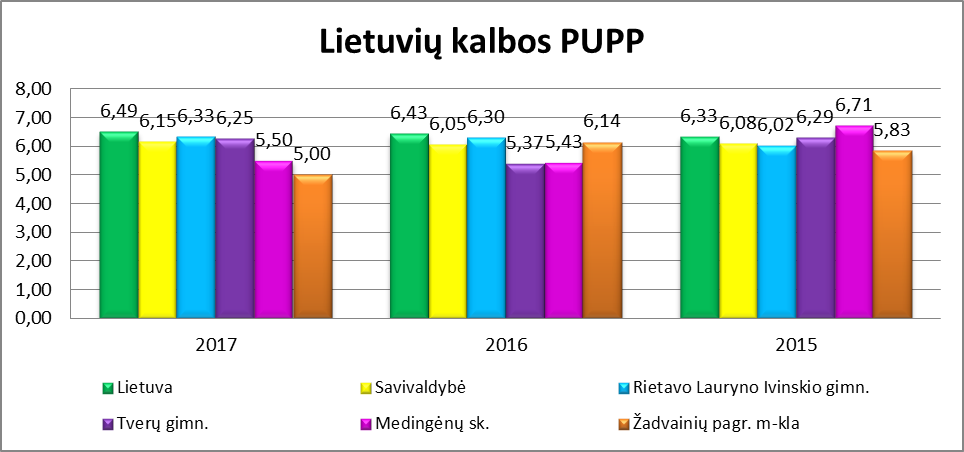 Lietuvių kalbos PUPP
8,00
7,00
6,00
5,00
4,00
3,00
2,00
1,00
0,00
6,49 6,15 6,33 6,25 5,50 5,00
6,43 6,05 6,30 5,37 5,43 6,14
6,33 6,08 6,02 6,29 6,71 5,83
2017 2016 2015
Lietuva Savivaldybė Rietavo Lauryno Ivinskio gimn.
Tverų gimn. Medingėnų sk. Žadvainių pagr. m-kla